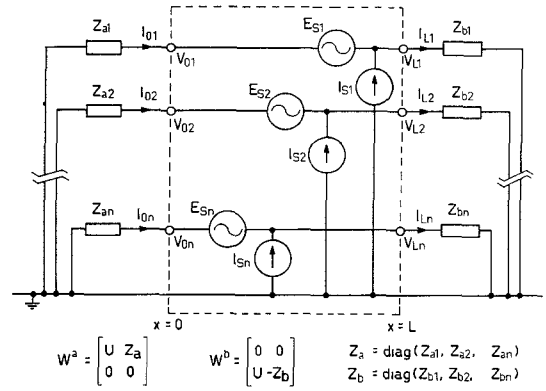 Z_a1 I_01 V_01 E_S1 I_S1 V_L1 I_L1 Z_b1
Z_a2 I_02 V_02 E_S2 I_S2 V_L2 I_L2 Z_b2
Z_an I_0n V_0n E_Sn I_Sn V_Ln I_Ln Z_bn
x = 0 x = L
W^a = [U Z_a W^b = [0 0 Z_a = diag(Z_a1, Z_a2, Z_an)
0 0] U -Z_b] Z_b = diag(Z_b1, Z_b2, Z_bn)